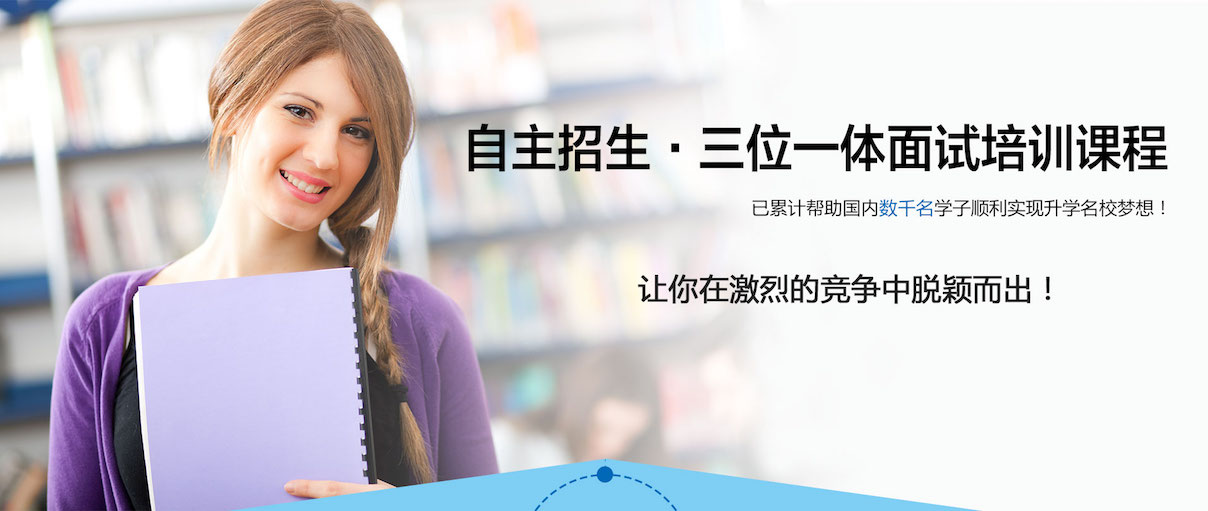 自主招生·三位一体面试培训课程
已累计帮助国内数千名学子顺利实现升学名校梦想！
让你在激烈的竞争中脱颖而出！